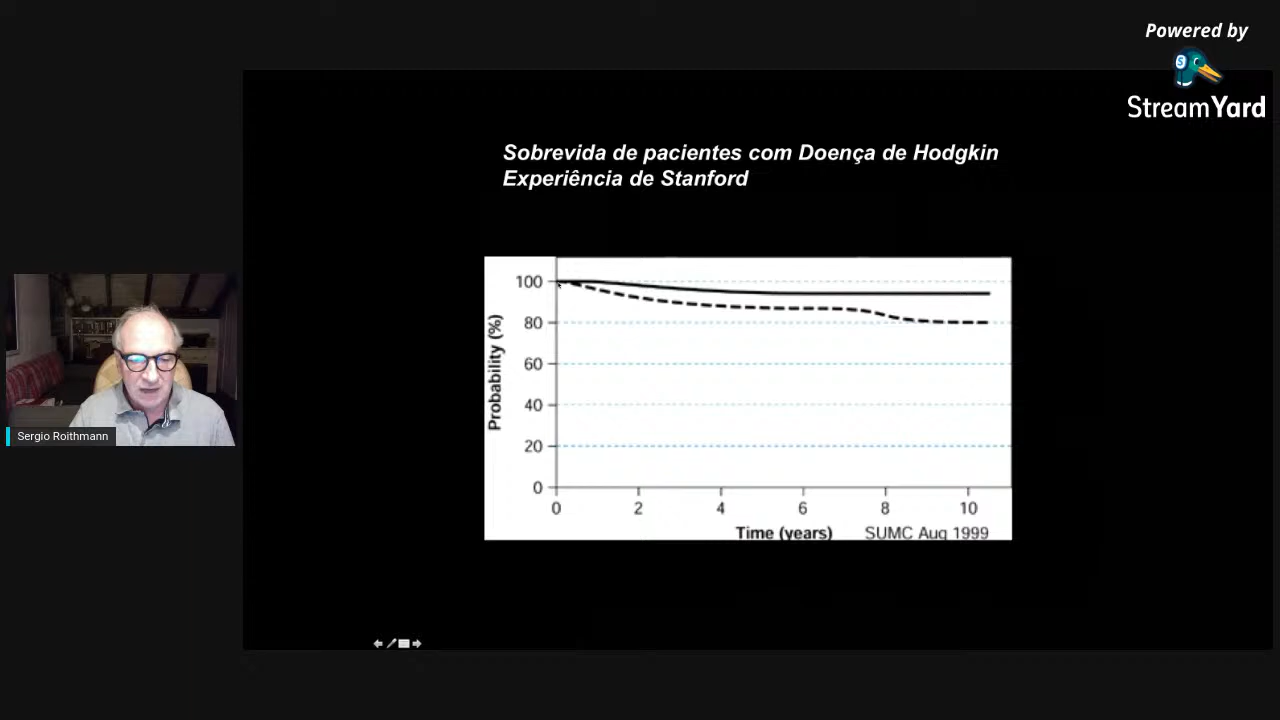 Powered by
StreamYard
Sobrevida de pacientes com Doença de Hodgkin
Experiência de Stanford
Probability (%)
100
80
60
40
20
0
0 2 4 6 8 10
Time (years) SUMC Aug 1999
Sergio Roithmann